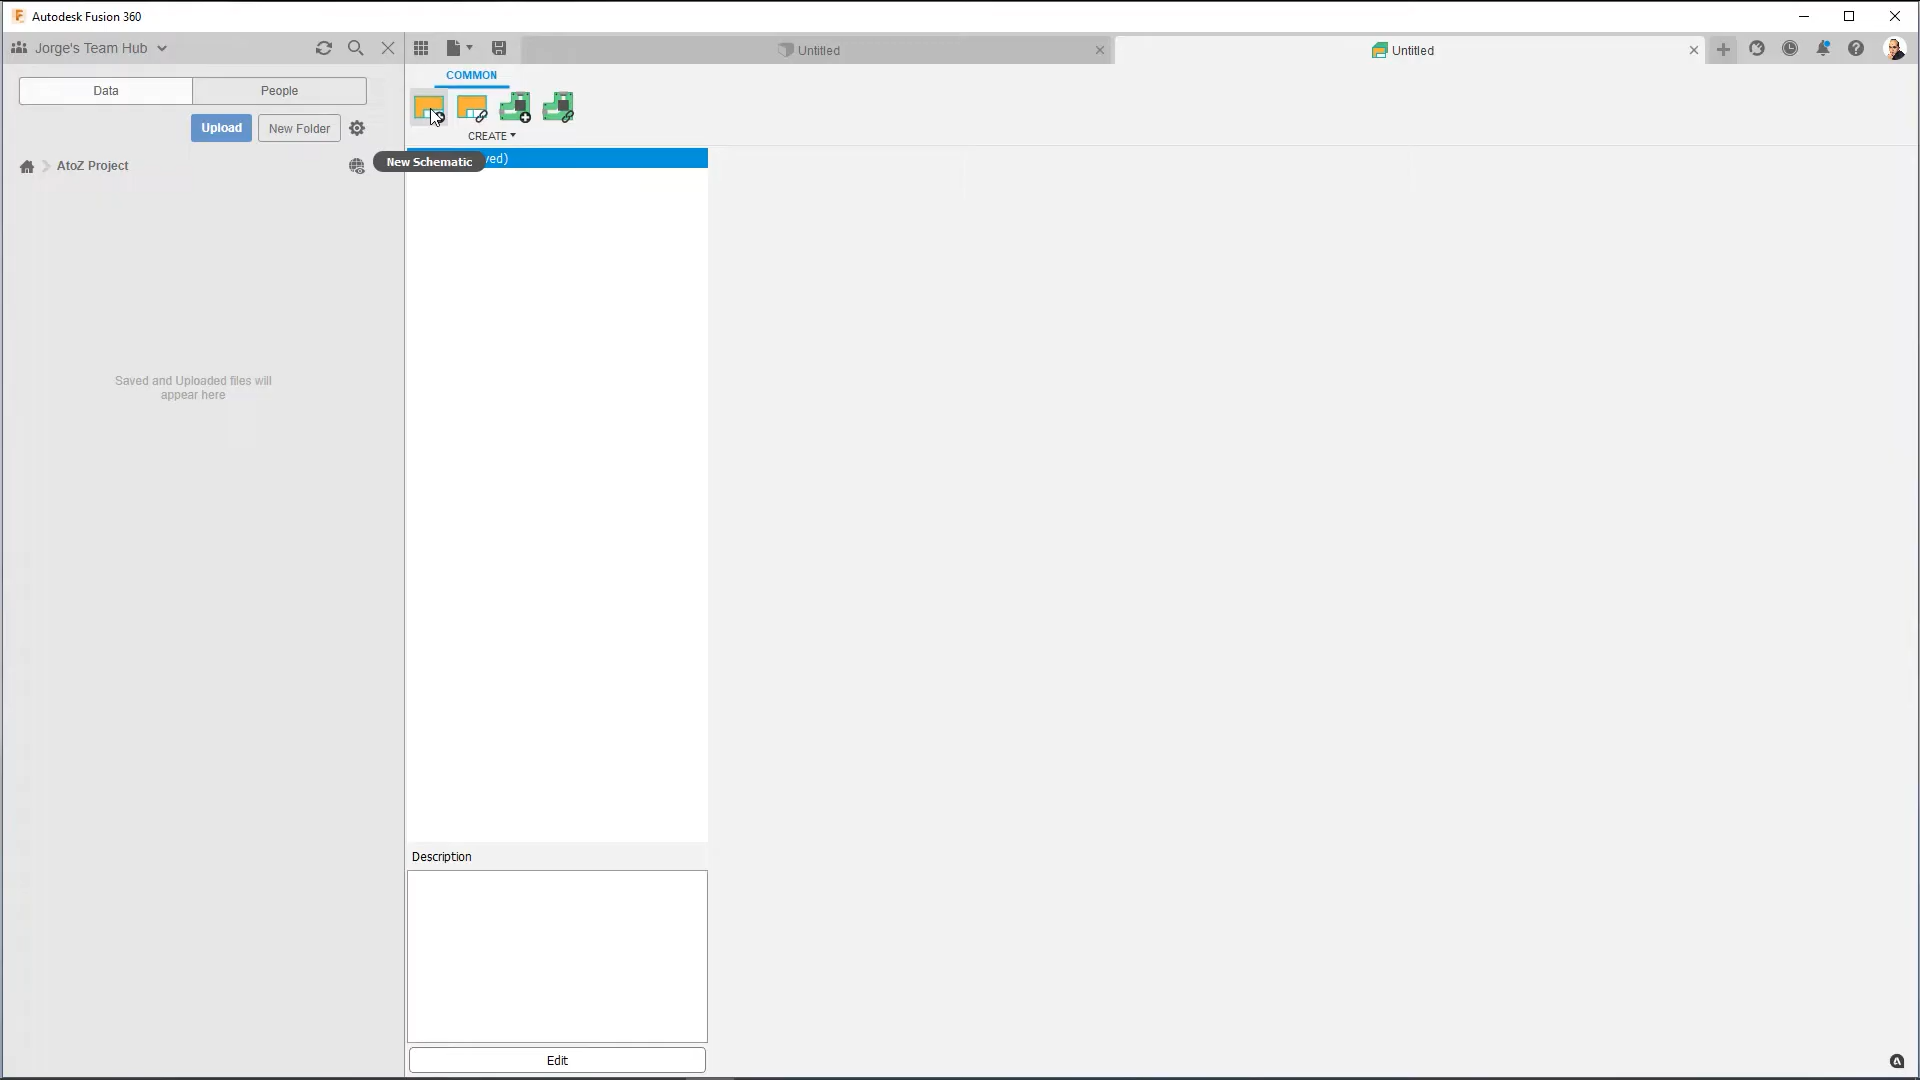 Autodesk Fusion 360
Jorge's Team Hub
Untitled
Untitled
COMMON
Data
People
CREATE
Upload
New Folder
New Schematic
ved)
AtoZ Project
Saved and Uploaded files will
appear here
Description
Edit